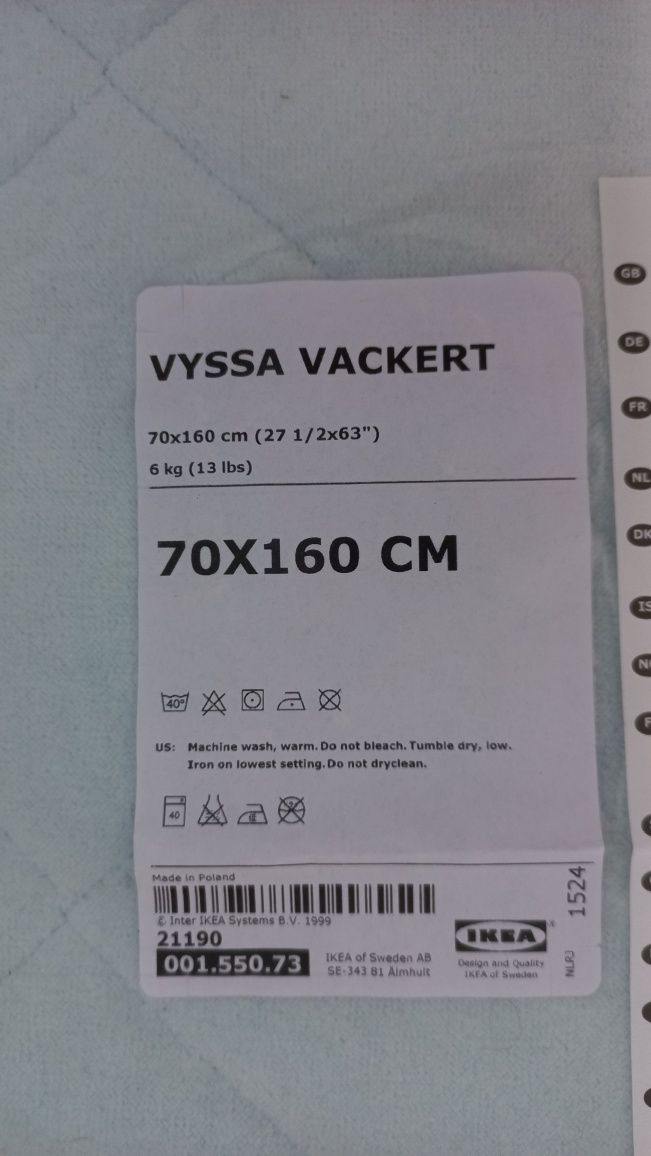 VYSSA VACKERT
70x160 cm (27 1/2x63")
6 kg (13 lbs)
70X160 CM
40°
US: Machine wash, warm. Do not bleach. Tumble dry, low.
Iron on lowest setting. Do not dryclean.
40
Made in Poland
© Inter IKEA Systems B.V. 1999
21190
001.550.73
IKEA of Sweden AB
SE-343 81 Älmhult
IKEA
Design and Quality
IKEA of Sweden
1524
NLRJ
GB
DE
FR
NL
DK
IS